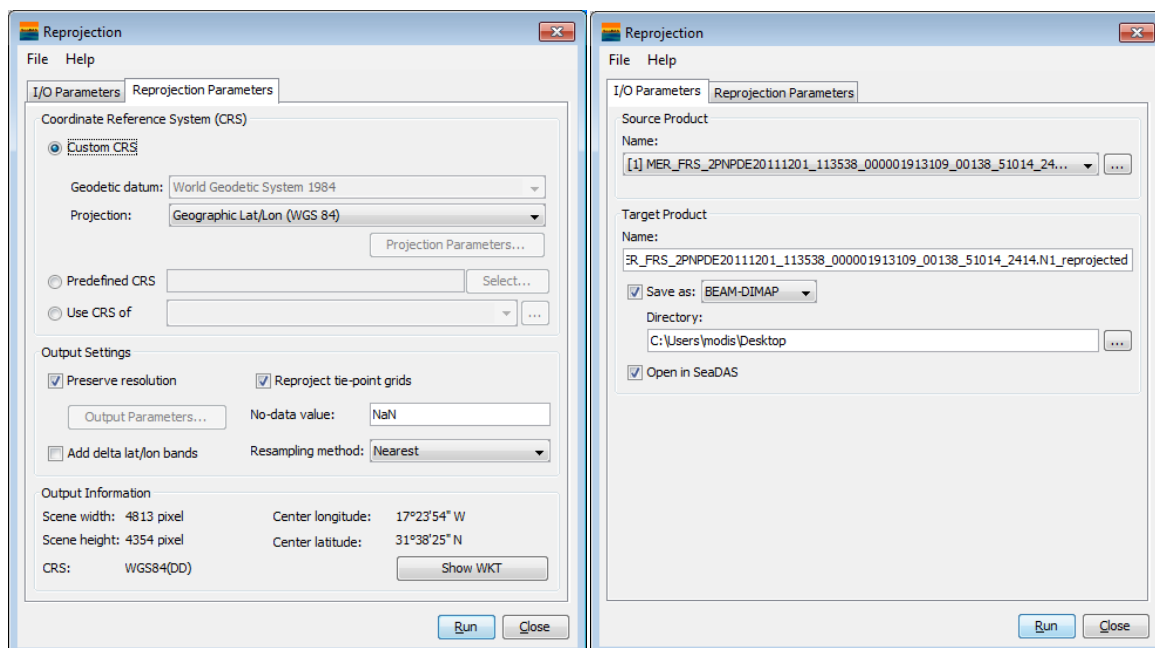 Reprojection
File Help
I/O Parameters Reprojection Parameters
Coordinate Reference System (CRS)
Custom CRS
Geodetic datum: World Geodetic System 1984
Projection: Geographic Lat/Lon (WGS 84)
Projection Parameters...
Predefined CRS Select...
Use CRS of ...
Output Settings
Preserve resolution Reproject tie-point grids
Output Parameters... No-data value: NaN
Add delta lat/lon bands Resampling method: Nearest
Output Information
Scene width: 4813 pixel Center longitude: 17°23'54" W
Scene height: 4354 pixel Center latitude: 31°38'25" N
CRS: WGS84(DD) Show WKT
Run Close
Reprojection
File Help
I/O Parameters Reprojection Parameters
Source Product
Name:
[1] MER_FRS_2PNPDE20111201_113538_000001913109_00138_51014_24... ...
Target Product
Name:
ER_FRS_2PNPDE20111201_113538_000001913109_00138_51014_2414.N1_reprojected
Save as: BEAM-DIMAP
Directory:
C:\Users\modis\Desktop ...
Open in SeaDAS
Run Close